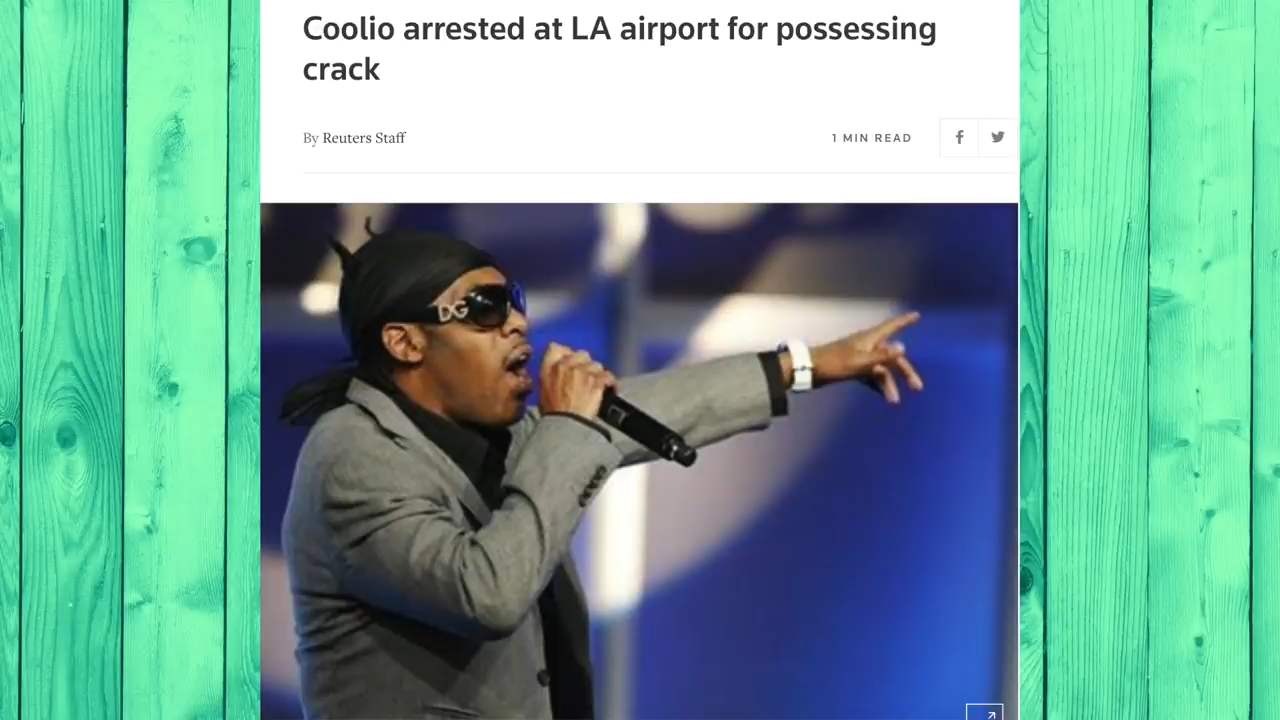 Coolio arrested at LA airport for possessing
crack
By Reuters Staff
1 MIN READ
DG